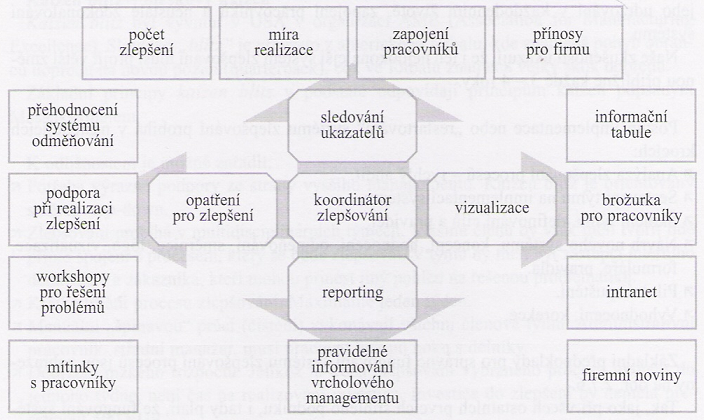 počet
zlepšení
míra
realizace
zapojení
pracovníků
přínosy
pro firmu
přehodnocení
systému
odměňování
sledování
ukazatelů
informační
tabule
podpora
při realizaci
zlepšení
opatření
pro zlepšení
koordinátor
zlepšování
vizualizace
brožurka
pro pracovníky
workshopy
pro řešení
problémů
reporting
intranet
mítinky
s pracovníky
pravidelné
informování
vrcholového
managementu
firemní noviny